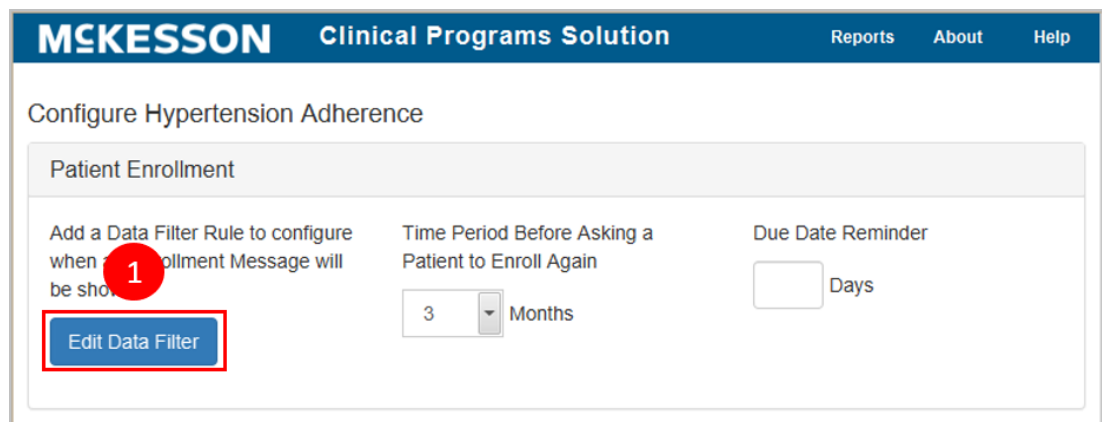 MCKESSON Clinical Programs Solution Reports About Help
Configure Hypertension Adherence
Patient Enrollment
Add a Data Filter Rule to configure
when ollment Message will
be sho
1
Edit Data Filter
Time Period Before Asking a
Patient to Enroll Again
3 Months
Due Date Reminder
Days